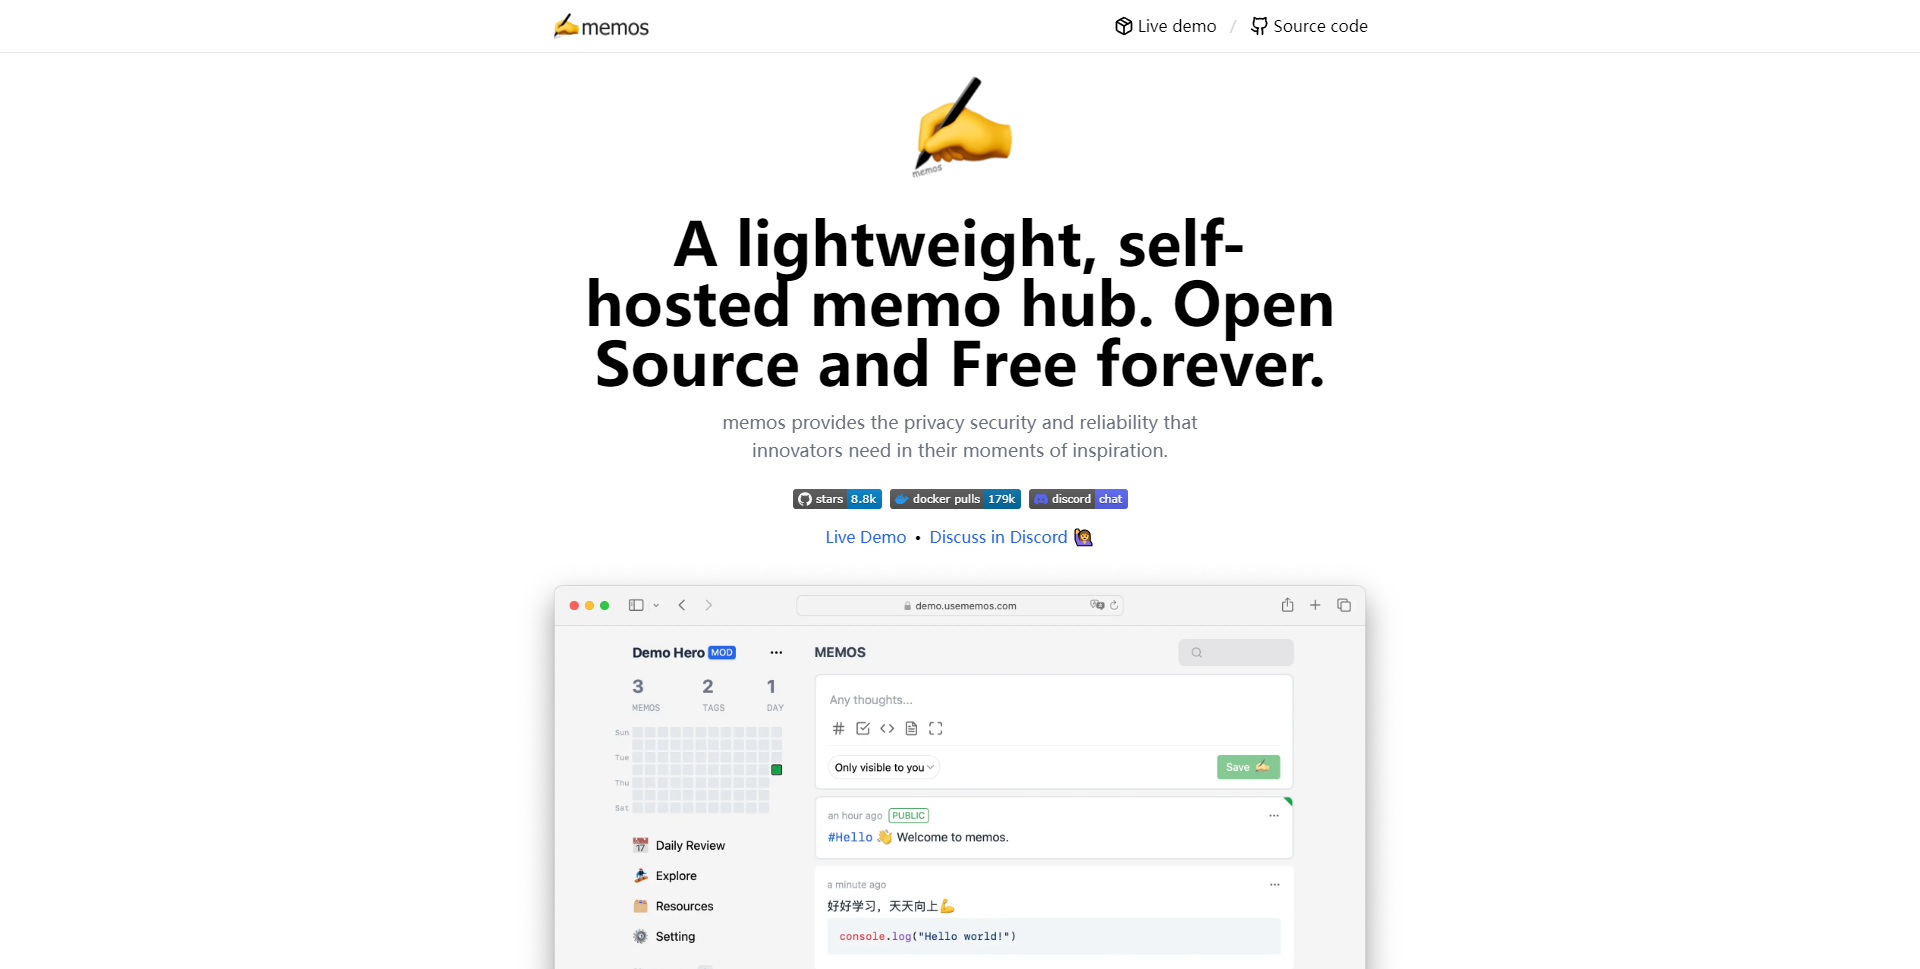 memos
Live demo / Source code
memos
A lightweight, self-
hosted memo hub. Open
Source and Free forever.
memos provides the privacy security and reliability that
innovators need in their moments of inspiration.
stars 8.8k docker pulls 179k discord chat
Live Demo • Discuss in Discord 🙋
demo.usememos.com
Demo Hero MOD
3 2 1
MEMOS TAGS DAY
Sun
Tue
Thu
Sat
Daily Review
Explore
Resources
Setting
MEMOS
Any thoughts...
Only visible to you
Save ✍️
an hour ago PUBLIC
#Hello 👋 Welcome to memos.
a minute ago
好好学习，天天向上💪
console.log("Hello world!")